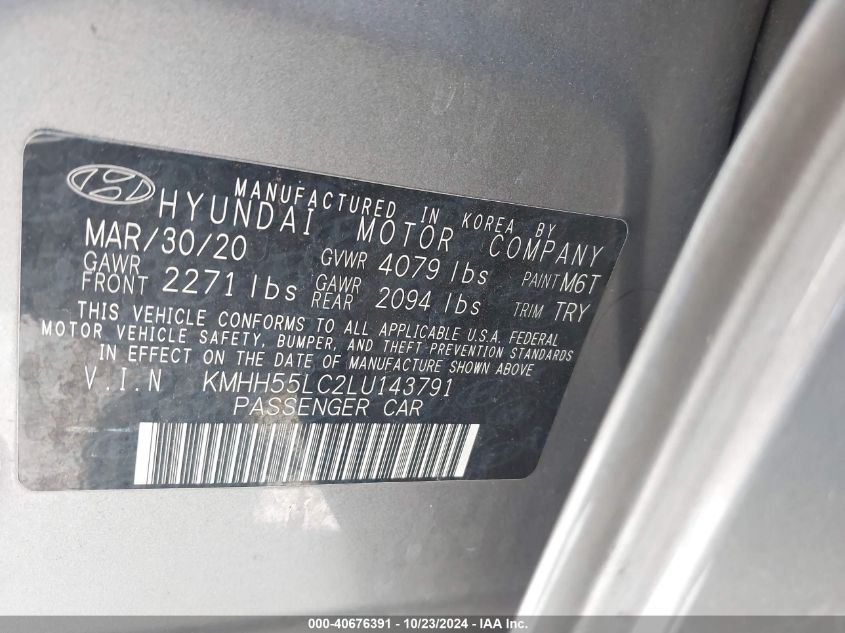 MANUFACTURED IN KOREA BY
HYUNDAI MOTOR COMPANY
MAR/30/20 GVWR 4079 lbs PAINT M6T
GAWR FRONT 2271 lbs GAWR REAR 2094 lbs TRIM TRY
THIS VEHICLE CONFORMS TO ALL APPLICABLE U.S.A. FEDERAL
MOTOR VEHICLE SAFETY, BUMPER, AND THEFT PREVENTION STANDARDS
IN EFFECT ON THE DATE OF MANUFACTURE SHOWN ABOVE.
V.I.N KMHH55LC2LU143791
PASSENGER CAR
000-40676391 - 10/23/2024 - IAA Inc.